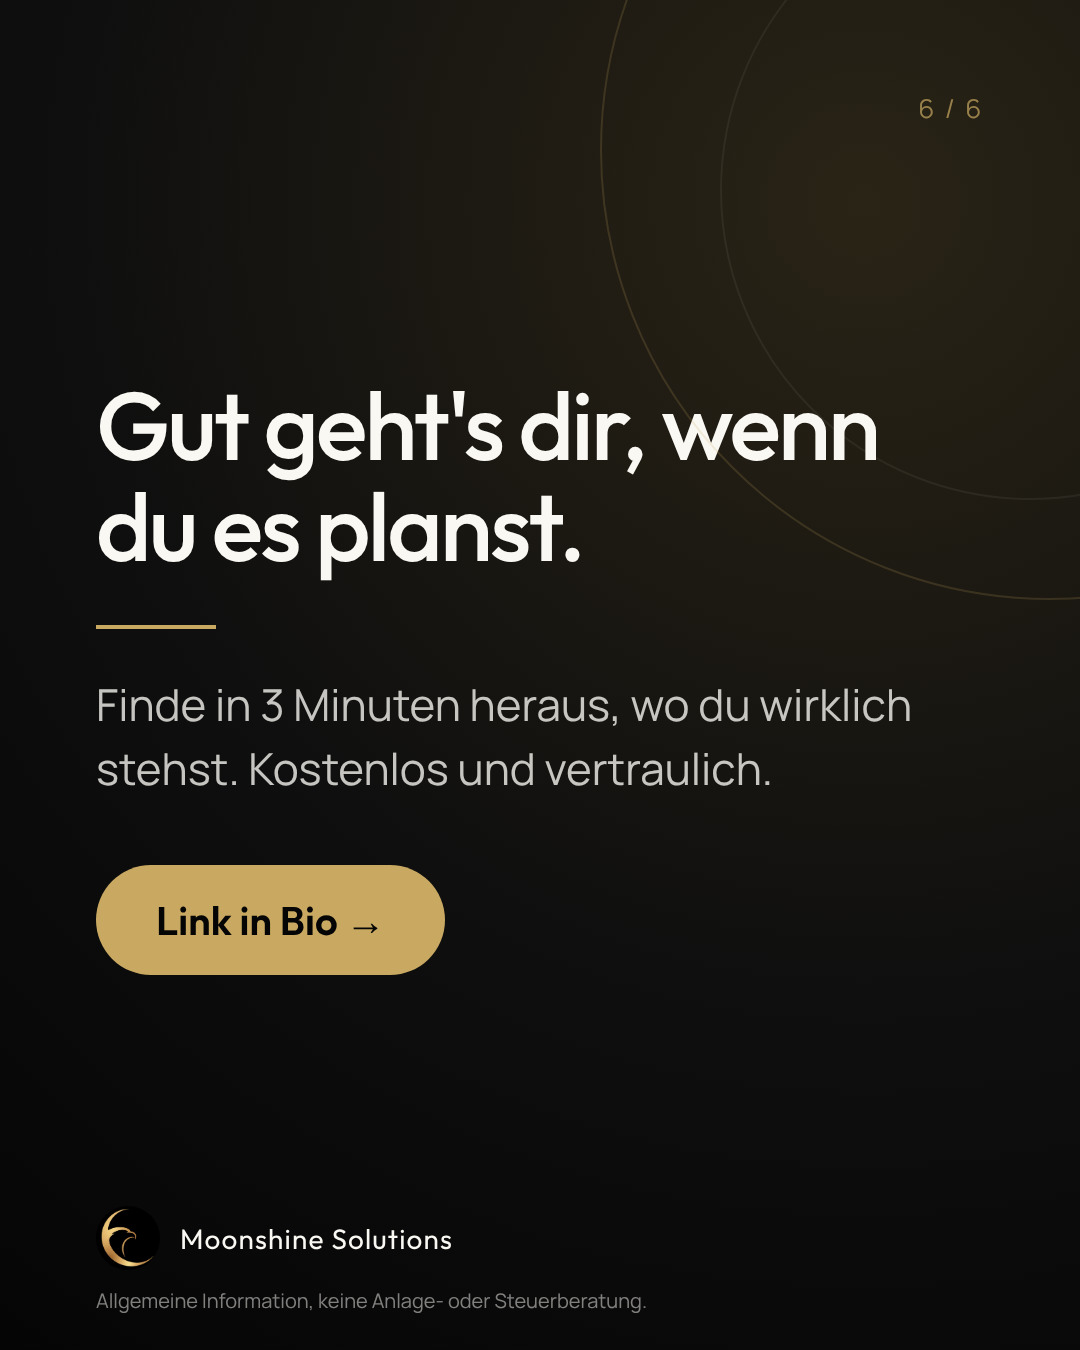 6 / 6
Gut geht's dir, wenn
du es planst.
Finde in 3 Minuten heraus, wo du wirklich
stehst. Kostenlos und vertraulich.
Link in Bio →
Moonshine Solutions
Allgemeine Information, keine Anlage- oder Steuerberatung.